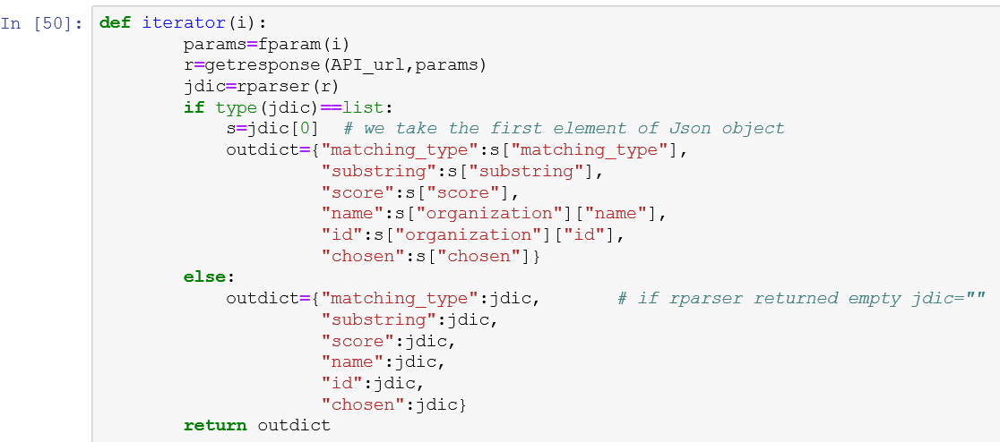 In [50]: def iterator(i):
        params=fparam(i)
        r=getresponse(API_url,params)
        jdic=rparser(r)
        if type(jdic)==list:
            s=jdic[0]  # we take the first element of Json object
            outdict={"matching_type":s["matching_type"],
                     "substring":s["substring"],
                     "score":s["score"],
                     "name":s["organization"]["name"],
                     "id":s["organization"]["id"],
                     "chosen":s["chosen"]}
        else:
            outdict={"matching_type":jdic,       # if rparser returned empty jdic=""
                     "substring":jdic,
                     "score":jdic,
                     "name":jdic,
                     "id":jdic,
                     "chosen":jdic}
        return outdict